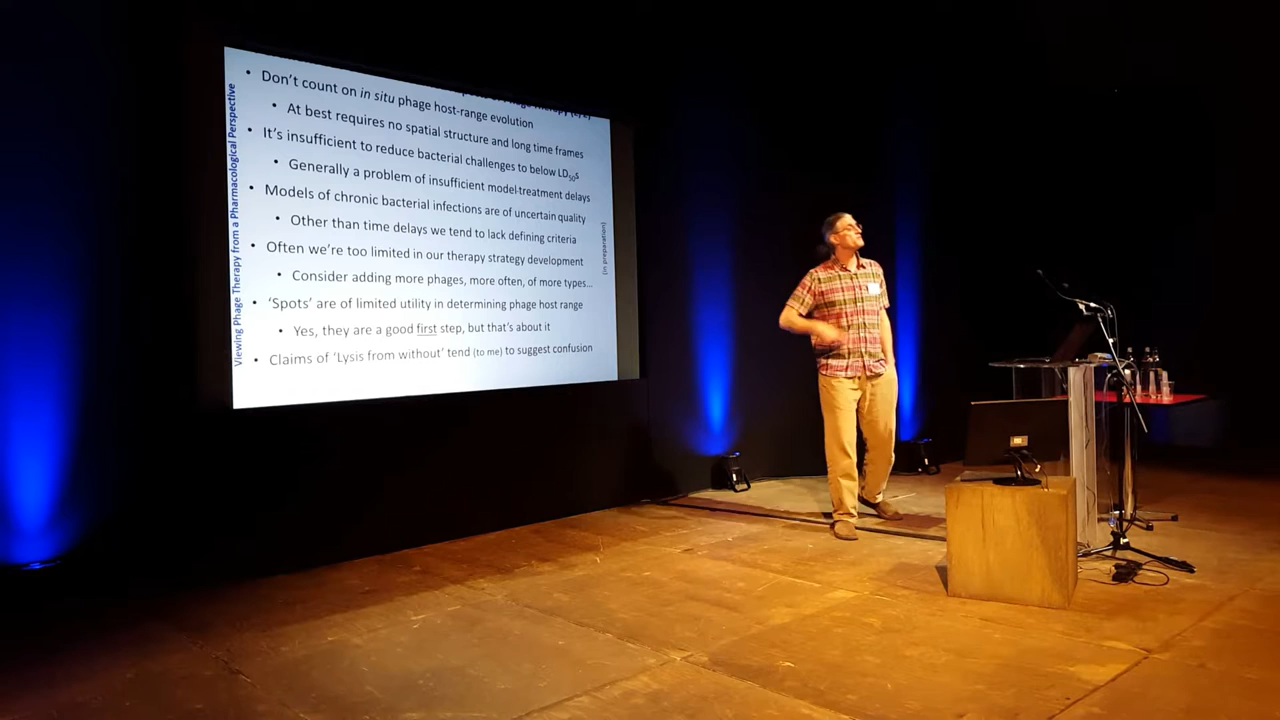 • Don't count on in situ phage host-range evolution
• At best requires no spatial structure and long time frames
• It's insufficient to reduce bacterial challenges to below LD50s
• Generally a problem of insufficient model-treatment delays
• Models of chronic bacterial infections are of uncertain quality
• Other than time delays we tend to lack defining criteria
• Often we're too limited in our therapy strategy development
• Consider adding more phages, more often, of more types…
• 'Spots' are of limited utility in determining phage host range
• Yes, they are a good first step, but that's about it
• Claims of 'Lysis from without' tend (to me) to suggest confusion
Viewing Phage Therapy from a Pharmacological Perspective
(in preparation)